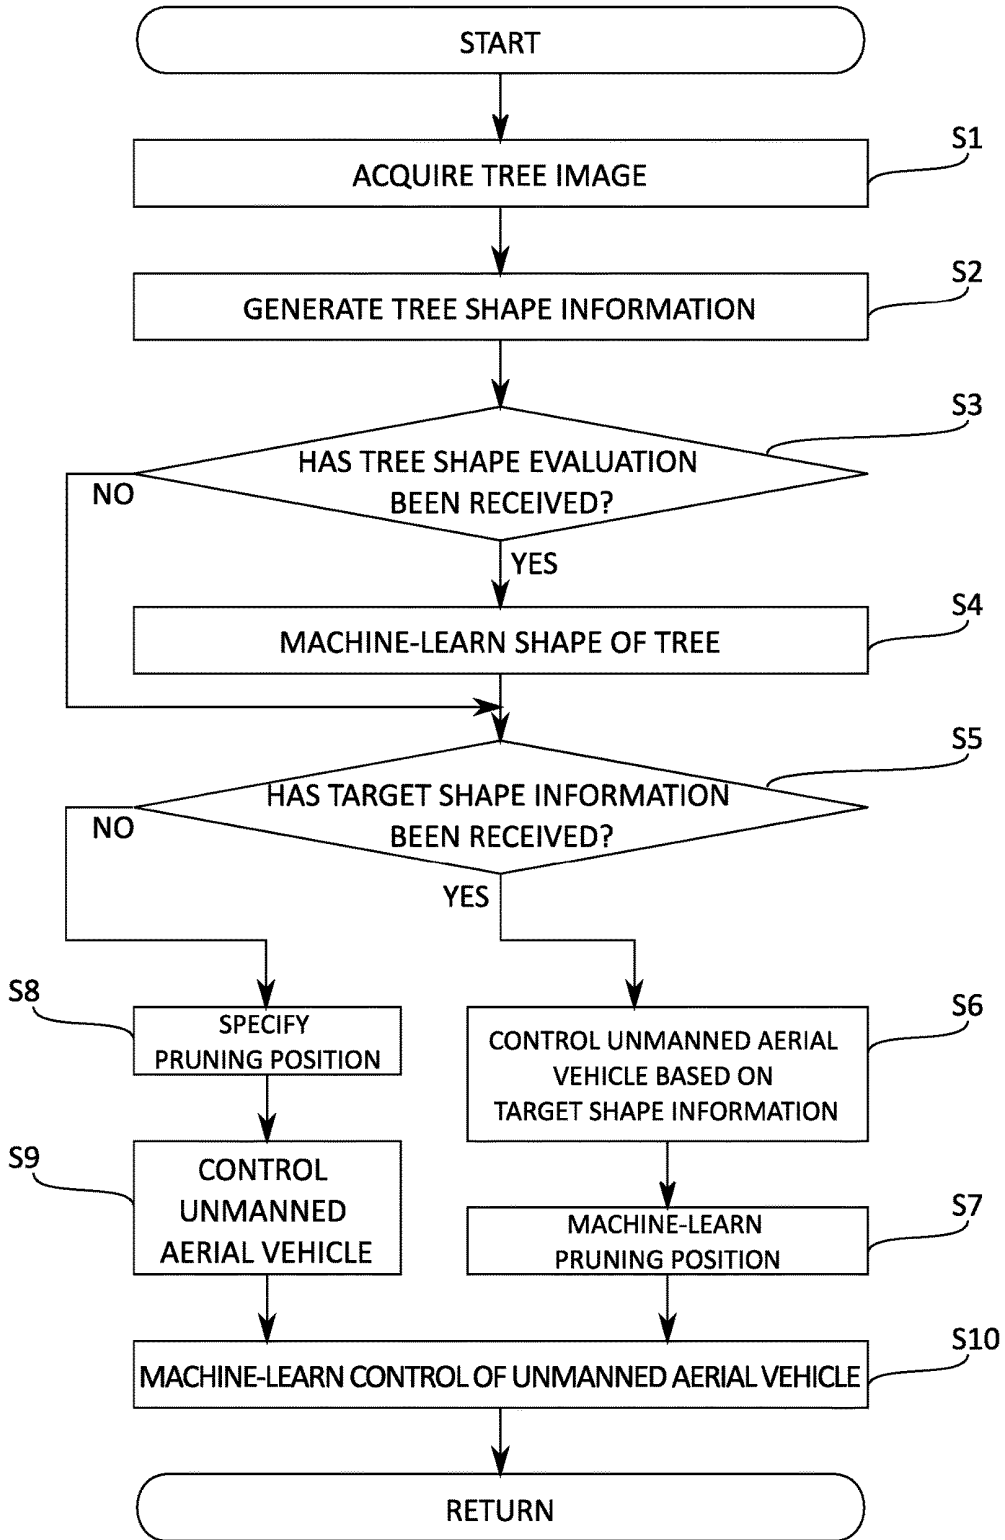 START
S1
ACQUIRE TREE IMAGE
S2
GENERATE TREE SHAPE INFORMATION
S3
HAS TREE SHAPE EVALUATION
BEEN RECEIVED?
NO
YES
S4
MACHINE-LEARN SHAPE OF TREE
S5
HAS TARGET SHAPE INFORMATION
BEEN RECEIVED?
NO
YES
S8
SPECIFY
PRUNING POSITION
S6
CONTROL UNMANNED AERIAL
VEHICLE BASED ON
TARGET SHAPE INFORMATION
S9
CONTROL
UNMANNED
AERIAL VEHICLE
S7
MACHINE-LEARN
PRUNING POSITION
S10
MACHINE-LEARN CONTROL OF UNMANNED AERIAL VEHICLE
RETURN